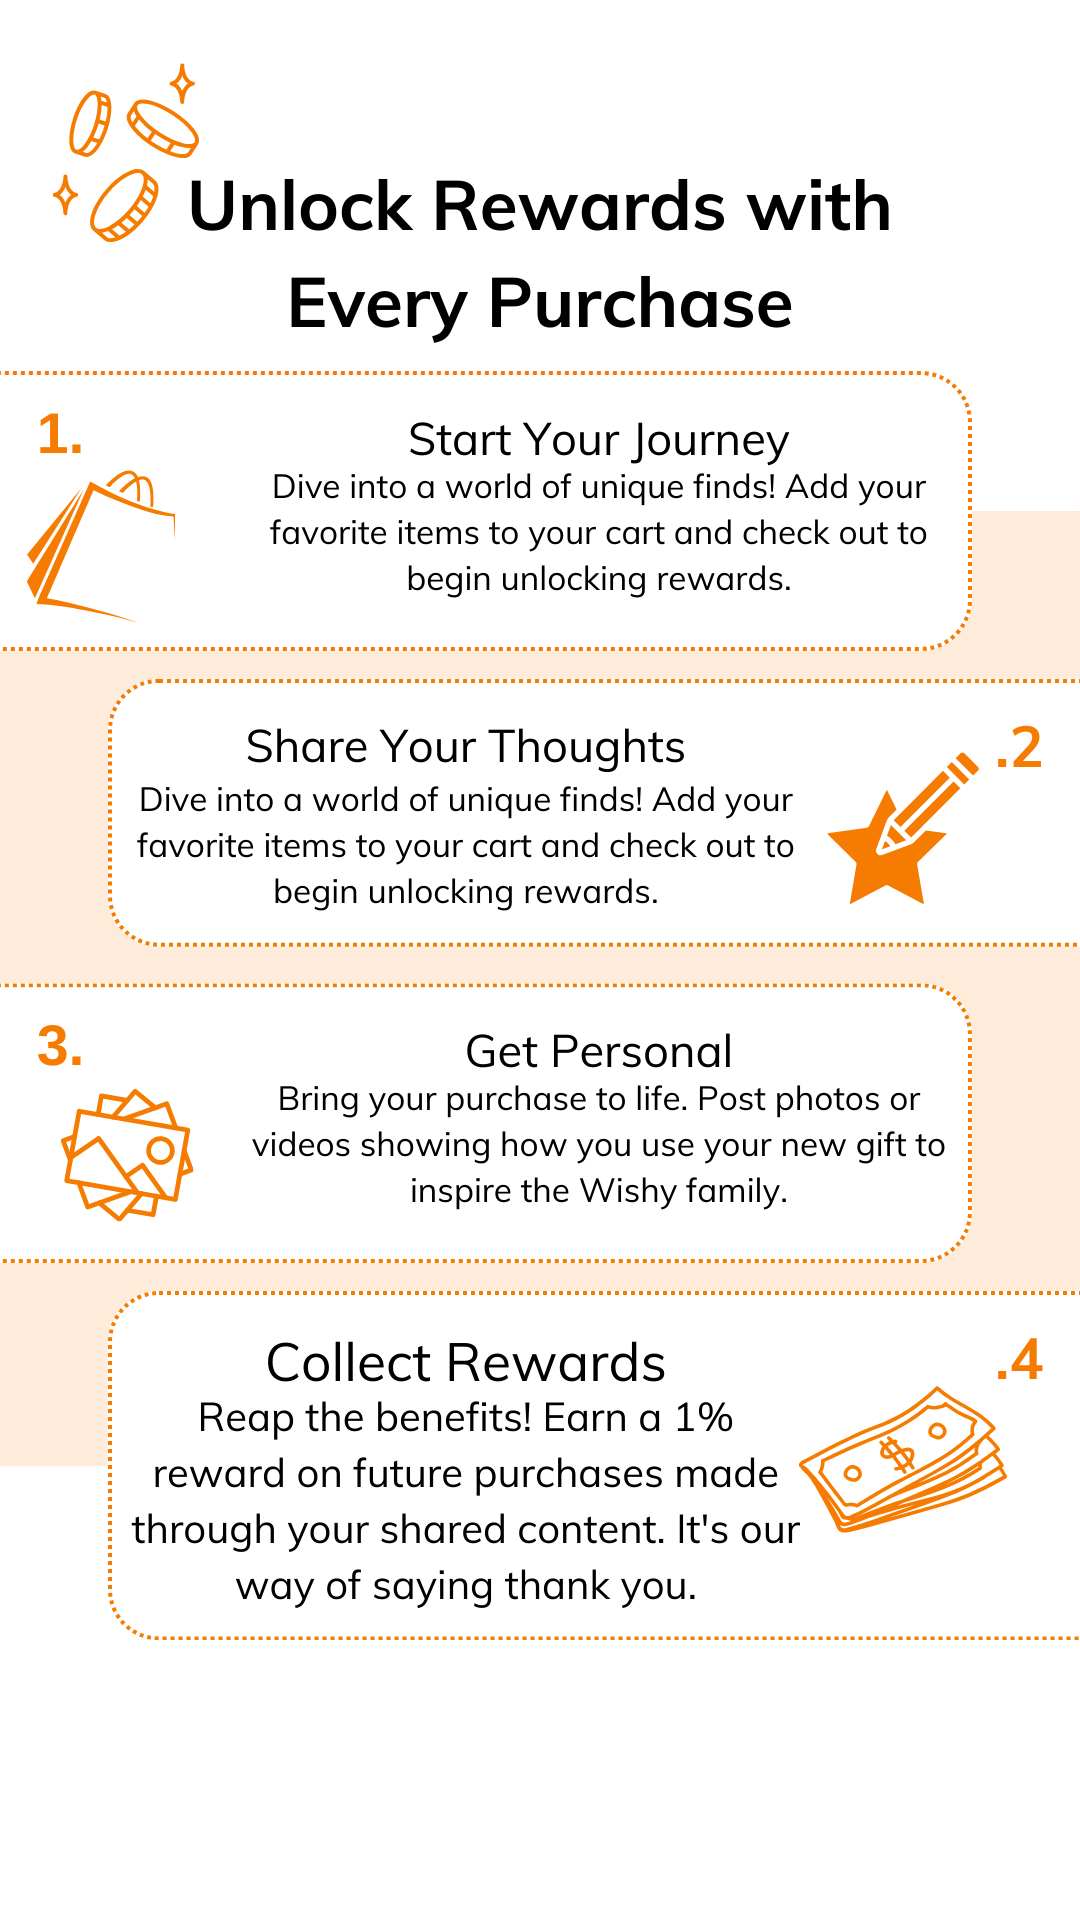 Unlock Rewards with
Every Purchase
1.
Start Your Journey
Dive into a world of unique finds! Add your
favorite items to your cart and check out to
begin unlocking rewards.
.2
Share Your Thoughts
Dive into a world of unique finds! Add your
favorite items to your cart and check out to
begin unlocking rewards.
3.
Get Personal
Bring your purchase to life. Post photos or
videos showing how you use your new gift to
inspire the Wishy family.
.4
Collect Rewards
Reap the benefits! Earn a 1%
reward on future purchases made
through your shared content. It's our
way of saying thank you.
$